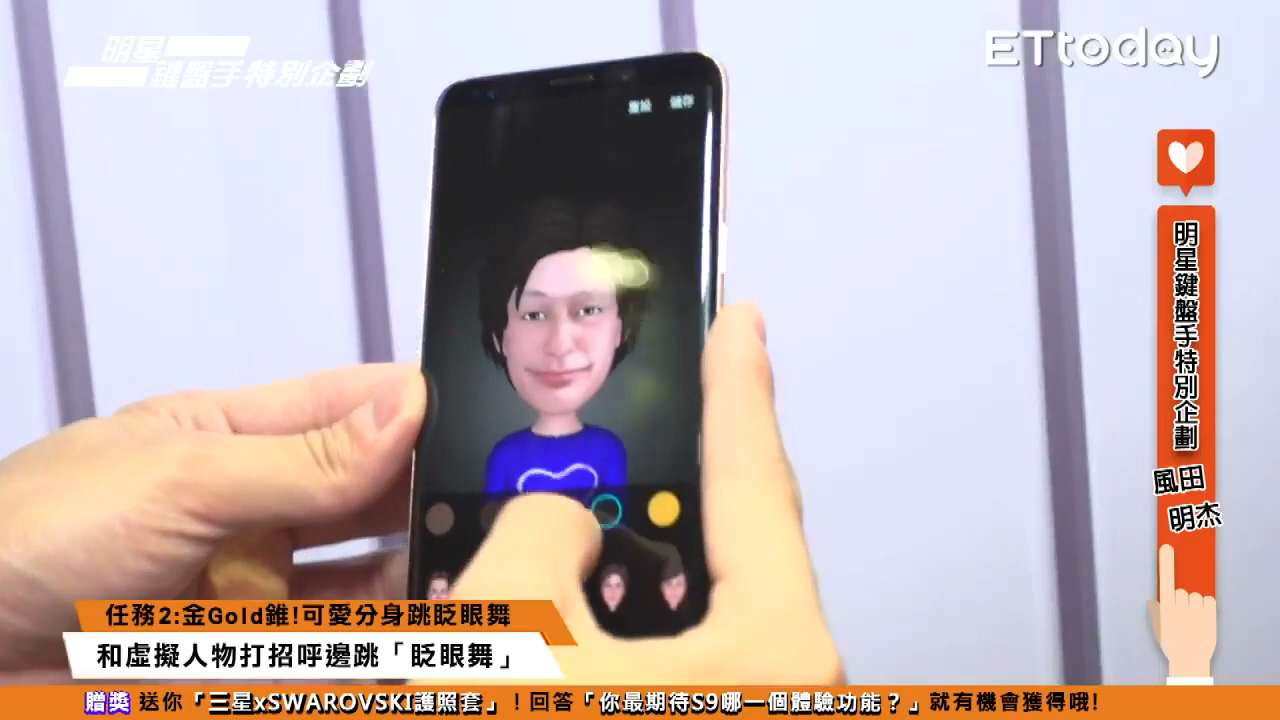 明星
鍵盤手特別企劃
ETtoday
儲存
明星鍵盤手特別企劃
風田
明杰
任務2:金Gold錐!可愛分身跳眨眼舞
和虛擬人物打招呼邊跳「眨眼舞」
贈獎 送你「三星xSWAROVSKI護照套」！回答「你最期待S9哪一個體驗功能？」就有機會獲得哦!